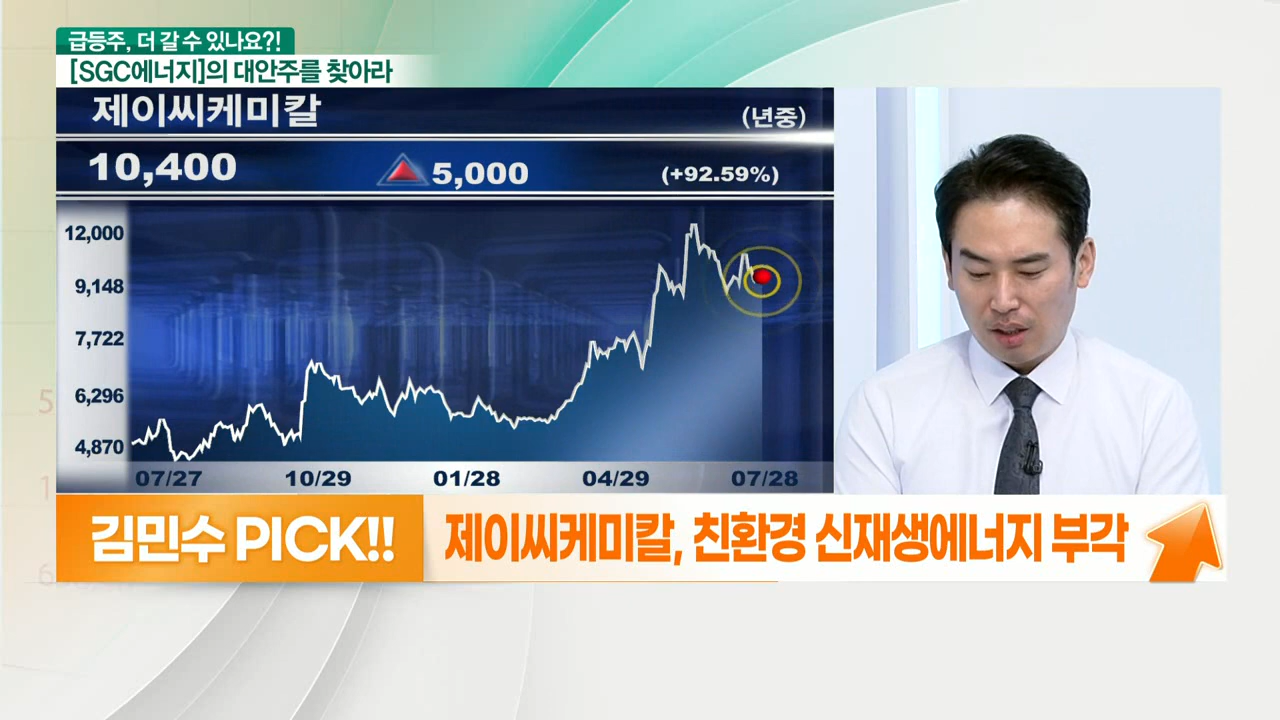 급등주, 더 갈 수 있나요?!
[SGC에너지]의 대안주를 찾아라
제이씨케미칼
(년중)
10,400 ▲ 5,000 (+92.59%)
12,000
9,148
7,722
6,296
4,870
07/27 10/29 01/28 04/29 07/28
김민수 PICK!!
제이씨케미칼, 친환경 신재생에너지 부각